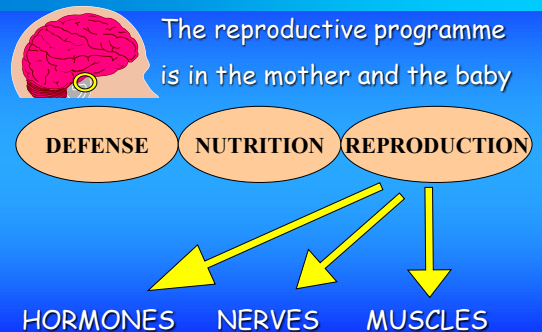 The reproductive programme
is in the mother and the baby
DEFENSE NUTRITION REPRODUCTION
HORMONES NERVES MUSCLES